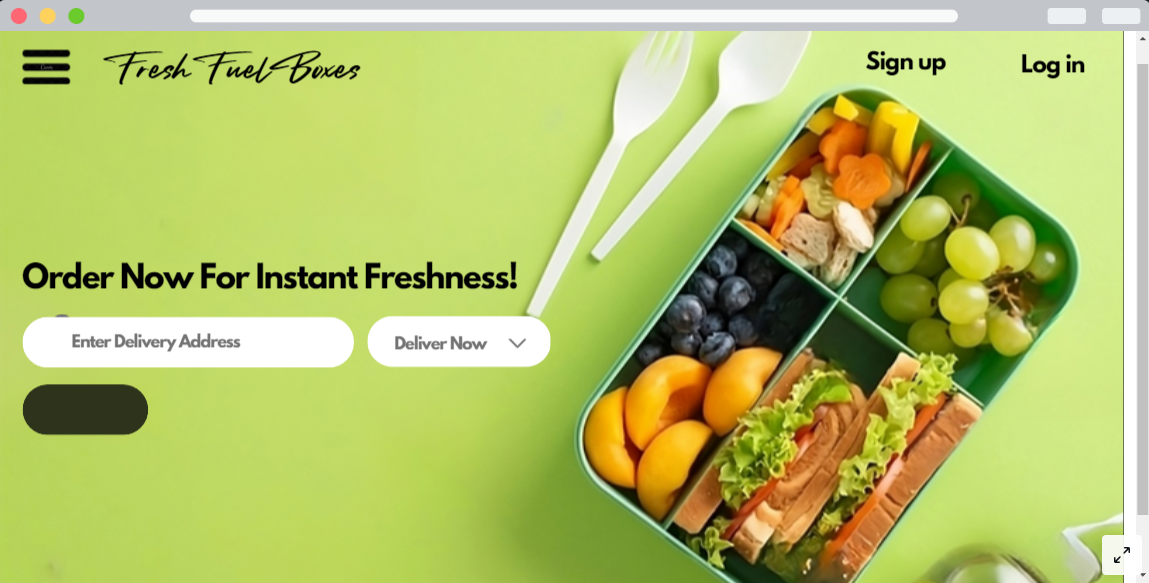 Fresh Fuel Boxes
Sign up
Log in
Order Now For Instant Freshness!
Enter Delivery Address
Deliver Now